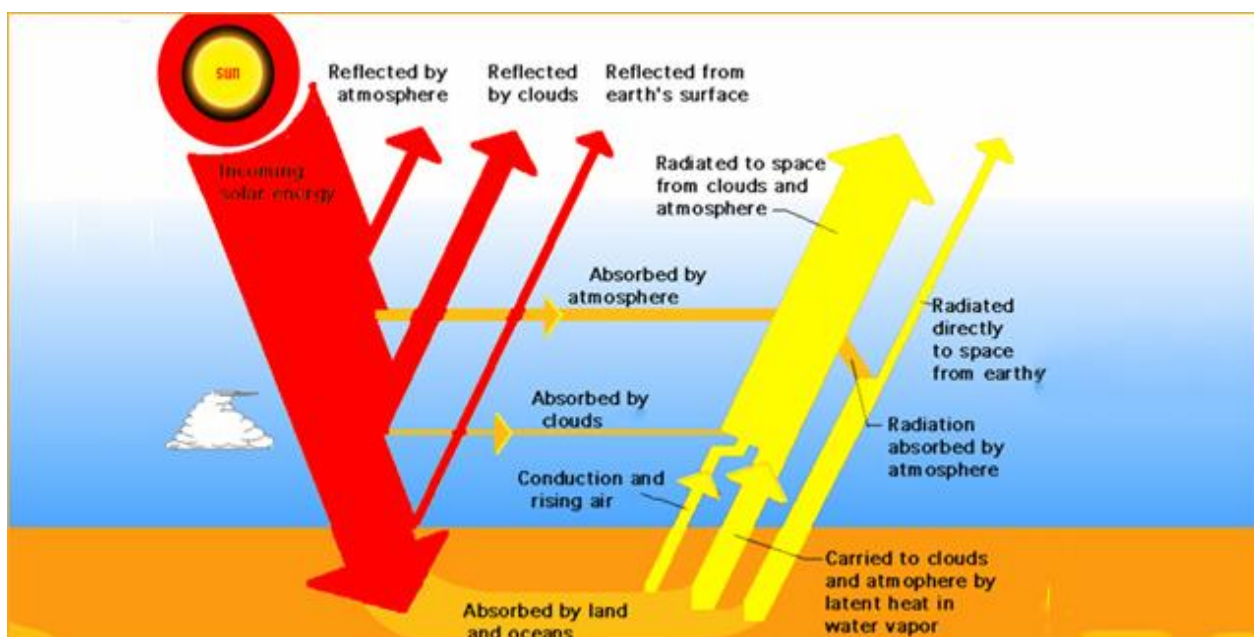 sun
Reflected by
atmosphere
Reflected
by clouds
Reflected from
earth's surface
Incoming
solar energy
Radiated to space
from clouds and
atmosphere
Absorbed by
atmosphere
Radiated
directly
to space
from earth
Absorbed by
clouds
Radiation
absorbed by
atmosphere
Conduction and
rising air
Carried to clouds
and atmophere by
latent heat in
water vapor
Absorbed by land
and oceans